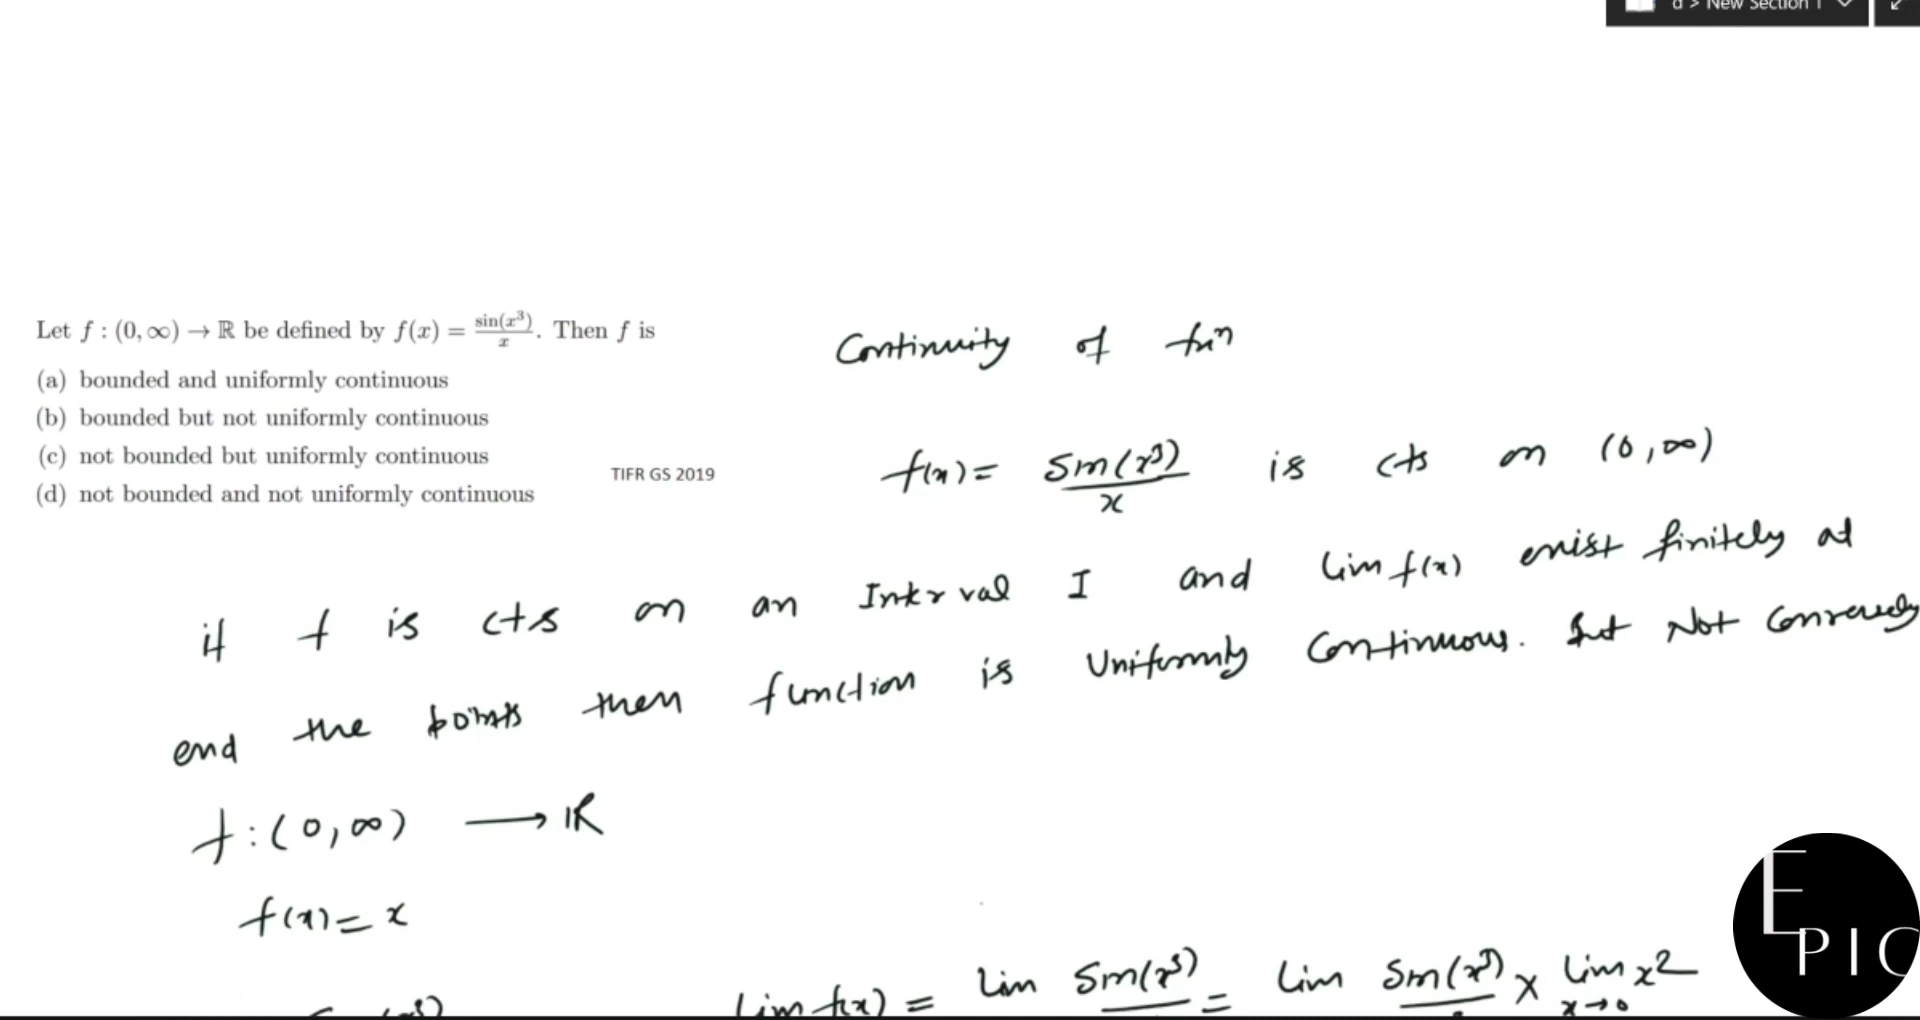 d > New Section 1
Let f : (0, ∞) → ℝ be defined by f(x) = sin(x³)/x. Then f is
(a) bounded and uniformly continuous
(b) bounded but not uniformly continuous
(c) not bounded but uniformly continuous
(d) not bounded and not uniformly continuous
TIFR GS 2019
Continuity of fnⁿ
f(x) = Sin(x³)/x is cts on (0, ∞)
if f is cts on an Interval I and lim f(x) exist finitely at
end the points then function is Uniformly Continuous. But Not Conversely
f : (0, ∞) → ℝ
f(x) = x
lim f(x) = lim Sin(x³) = lim Sin(x³) × lim x²
x→0
EPIC